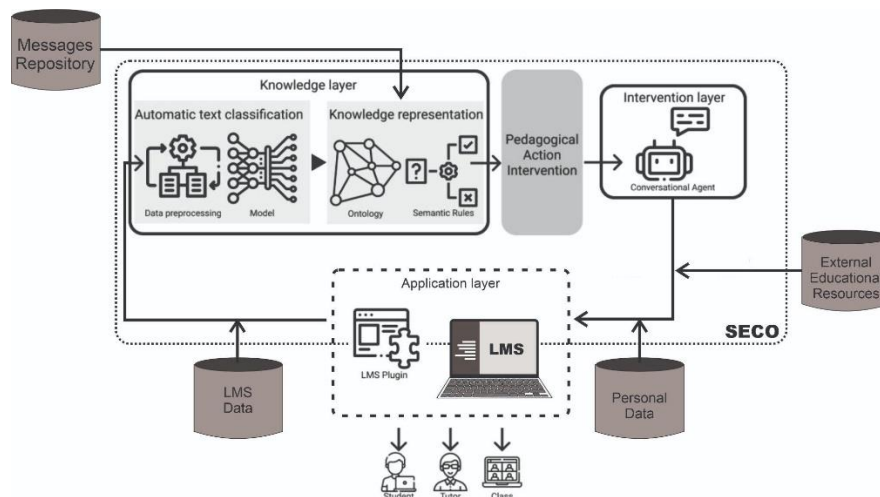 Messages
Repository
Knowledge layer
Automatic text classification
Knowledge representation
Data preprocessing
Model
Ontology
Semantic Rules
Pedagogical
Action
Intervention
Intervention layer
Conversational Agent
External
Educational
Resources
Application layer
SECO
LMS Plugin
LMS
LMS
Data
Personal
Data
Student
Tutor
Class